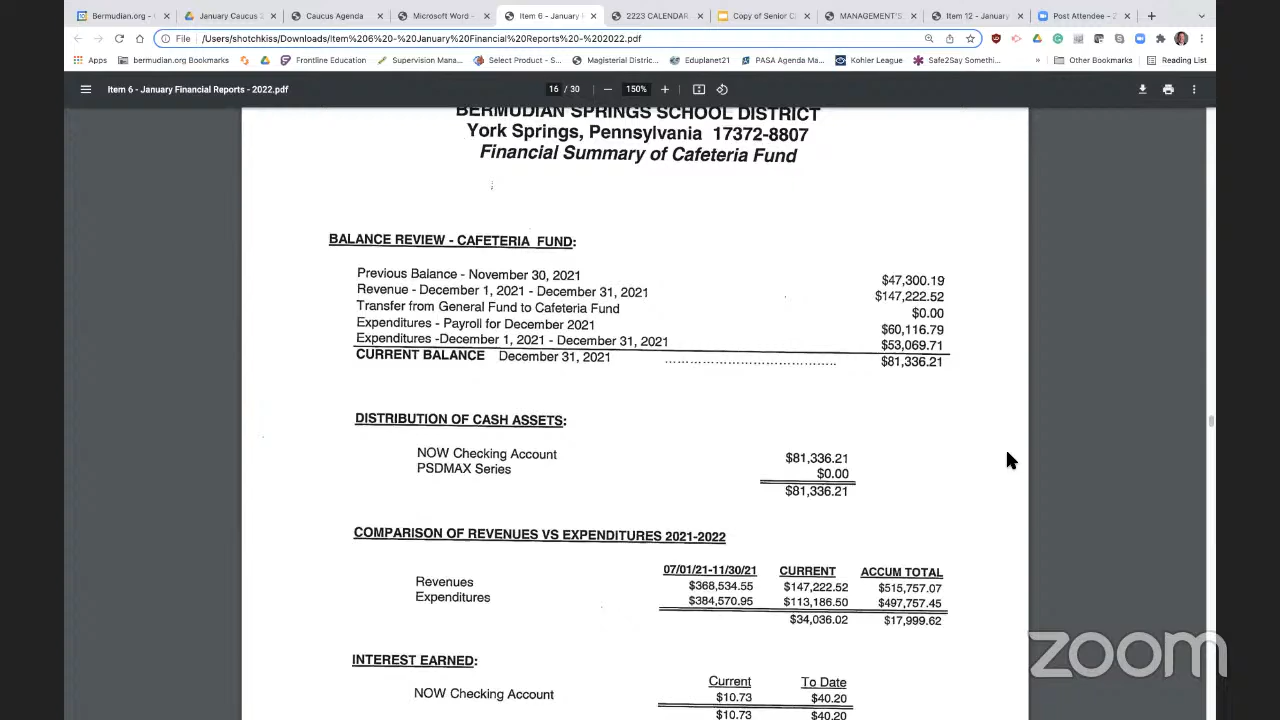 Bermudian.org -
January Caucus 2
Caucus Agenda
Microsoft Word -
Item 6 - January
2223 CALENDAR
Copy of Senior C
MANAGEMENT'S
Item 12 - January
Post Attendee - Z
File /Users/shotchkiss/Downloads/Item%206%20-%20January%20Financial%20Reports%20-%202022.pdf
Apps bermudian.org Bookmarks Frontline Education Supervision Mana... Select Product - S... Magisterial Distric... Eduplanet21 PASA Agenda Ma... Kohler League Safe2Say Somethi... » Other Bookmarks Reading List
Item 6 - January Financial Reports - 2022.pdf 16 / 30 — 150% +
BERMUDIAN SPRINGS SCHOOL DISTRICT
York Springs, Pennsylvania 17372-8807
Financial Summary of Cafeteria Fund
BALANCE REVIEW - CAFETERIA FUND:
Previous Balance - November 30, 2021 $47,300.19
Revenue - December 1, 2021 - December 31, 2021 $147,222.52
Transfer from General Fund to Cafeteria Fund $0.00
Expenditures - Payroll for December 2021 $60,116.79
Expenditures -December 1, 2021 - December 31, 2021 $53,069.71
CURRENT BALANCE December 31, 2021 ........................................ $81,336.21
DISTRIBUTION OF CASH ASSETS:
NOW Checking Account $81,336.21
PSDMAX Series $0.00
$81,336.21
COMPARISON OF REVENUES VS EXPENDITURES 2021-2022
07/01/21-11/30/21 CURRENT ACCUM TOTAL
Revenues $368,534.55 $147,222.52 $515,757.07
Expenditures $384,570.95 $113,186.50 $497,757.45
$34,036.02 $17,999.62
INTEREST EARNED:
Current To Date
NOW Checking Account $10.73 $40.20
$10.73 $40.20
zoom